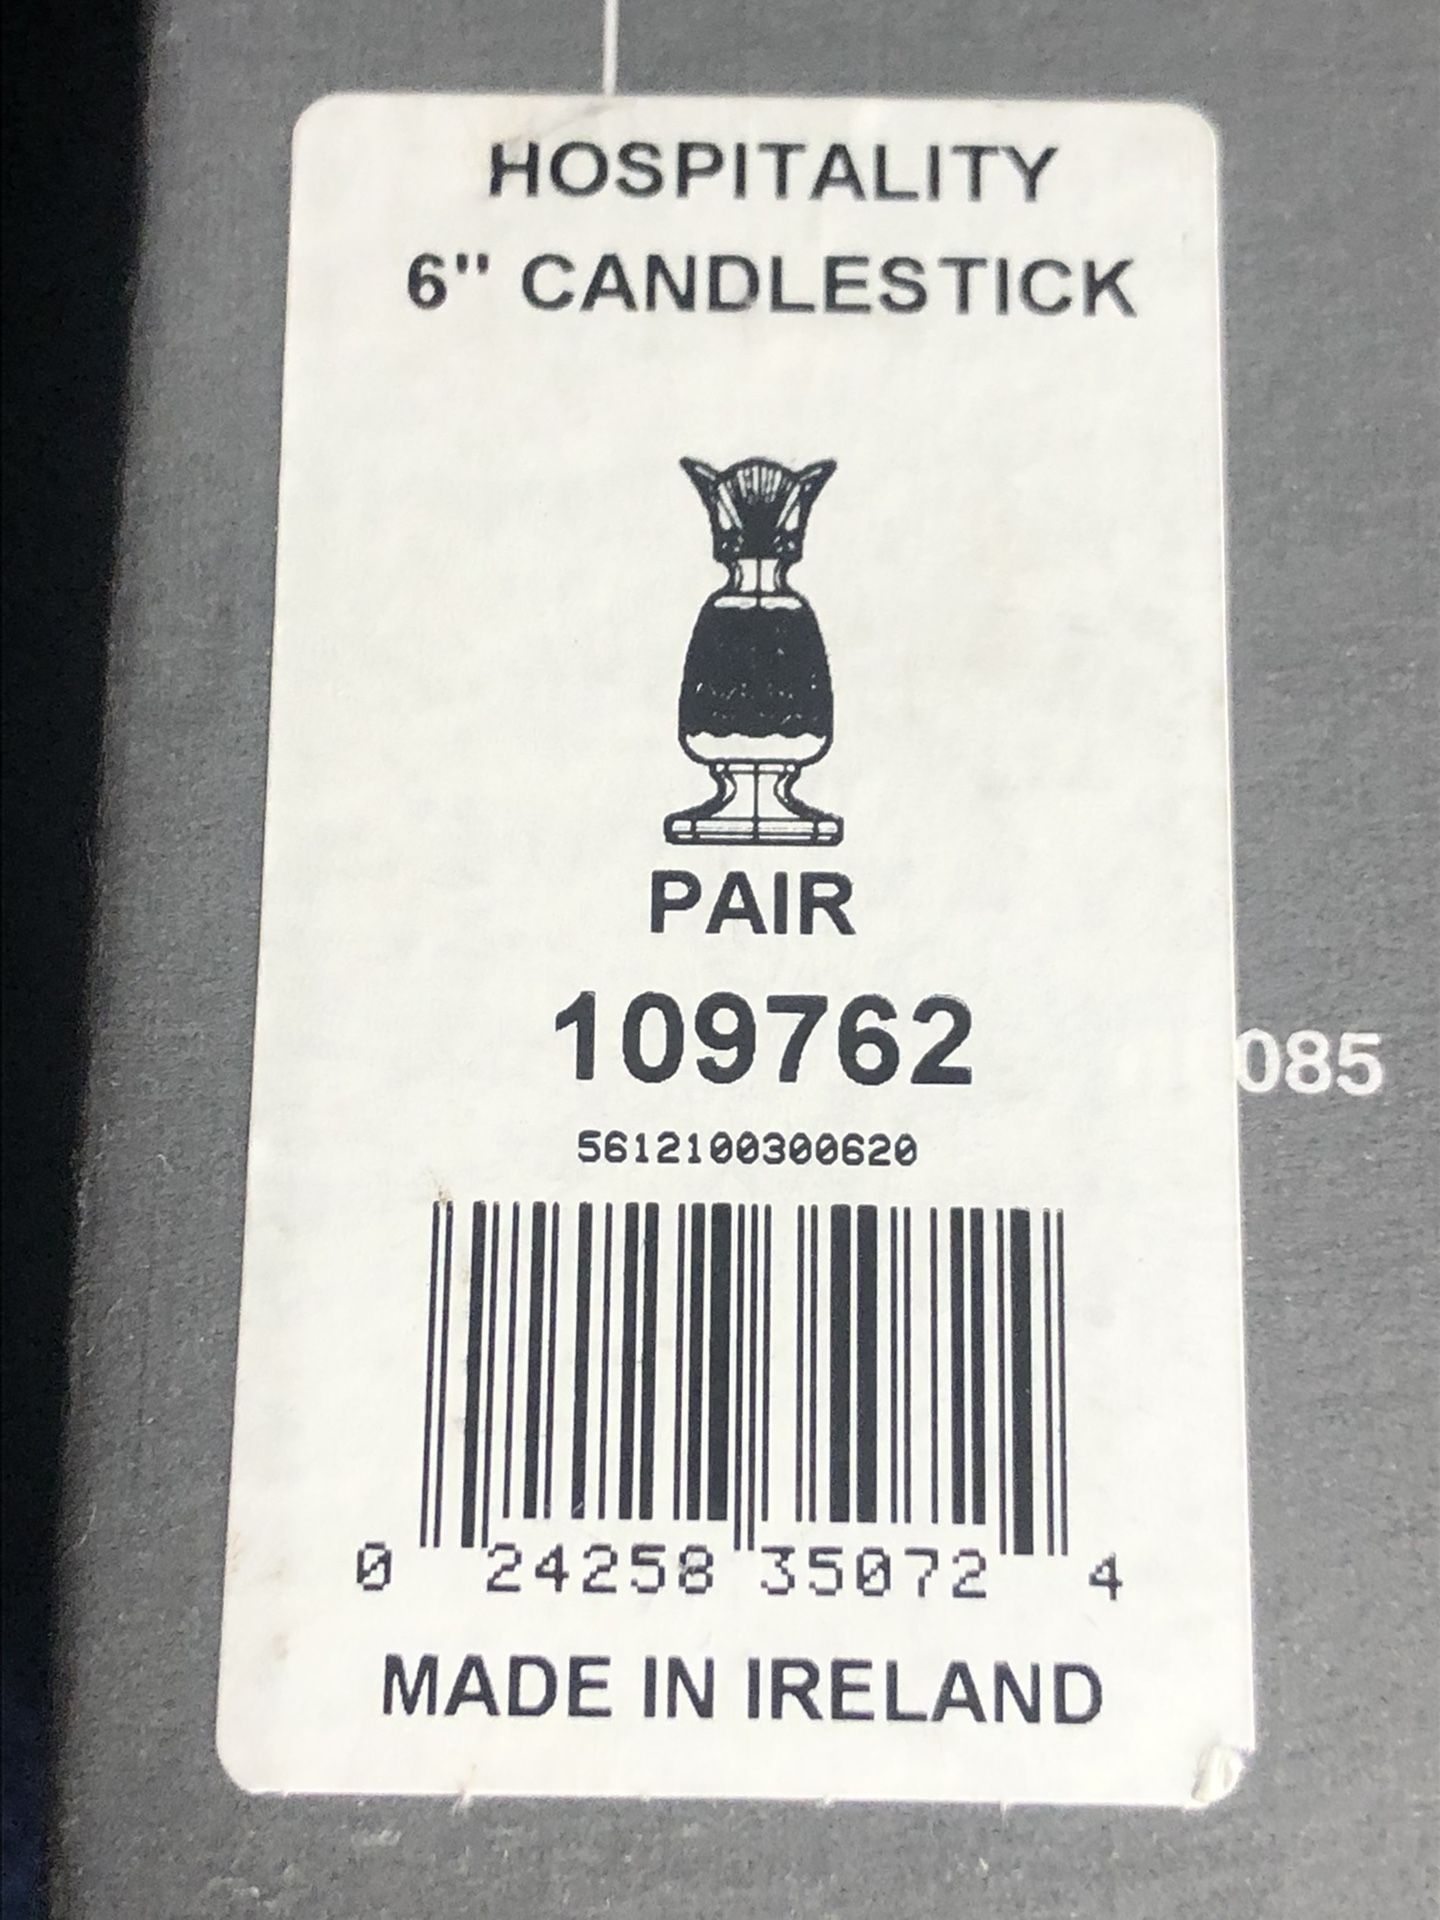 HOSPITALITY
6" CANDLESTICK
PAIR
109762
085
5612100300620
0 24258 35072 4
MADE IN IRELAND